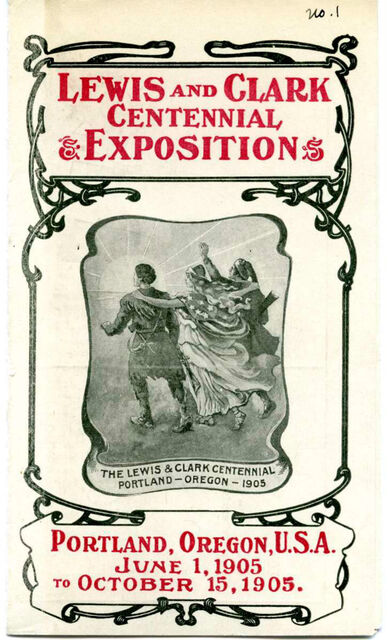 no. 1
LEWIS AND CLARK
CENTENNIAL
EXPOSITION
THE LEWIS & CLARK CENTENNIAL
PORTLAND - OREGON - 1905
PORTLAND, OREGON, U.S.A.
JUNE 1, 1905
TO OCTOBER 15, 1905.